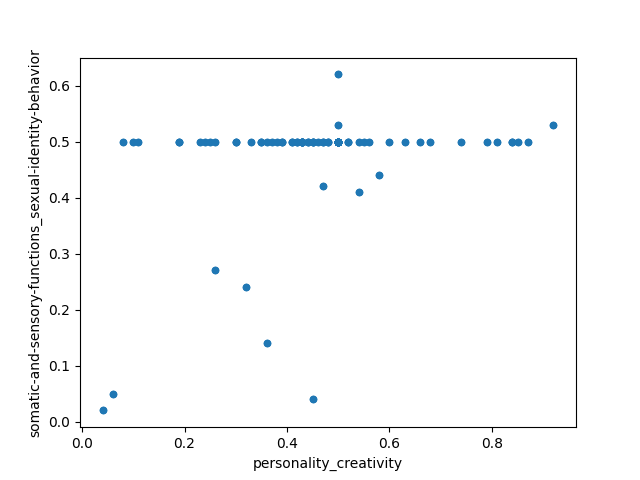 somatic-and-sensory-functions_sexual-identity-behavior
0.6
0.5
0.4
0.3
0.2
0.1
0.0
0.0 0.2 0.4 0.6 0.8
personality_creativity